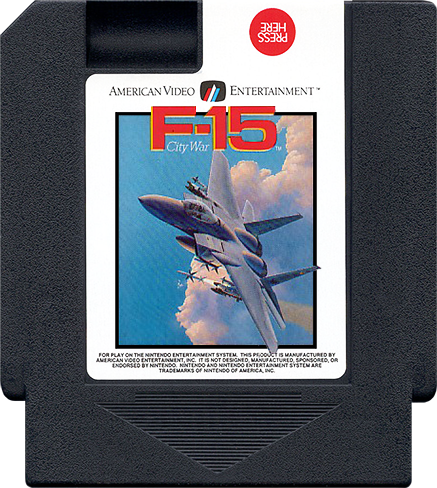 PRESS
HERE
AMERICAN VIDEO ENTERTAINMENT™
F-15
City War ™
FOR PLAY ON THE NINTENDO ENTERTAINMENT SYSTEM. THIS PRODUCT IS MANUFACTURED BY
AMERICAN VIDEO ENTERTAINMENT, INC. IT IS NOT DESIGNED, MANUFACTURED, SPONSORED, OR
ENDORSED BY NINTENDO. NINTENDO AND NINTENDO ENTERTAINMENT SYSTEM ARE
TRADEMARKS OF NINTENDO OF AMERICA, INC.